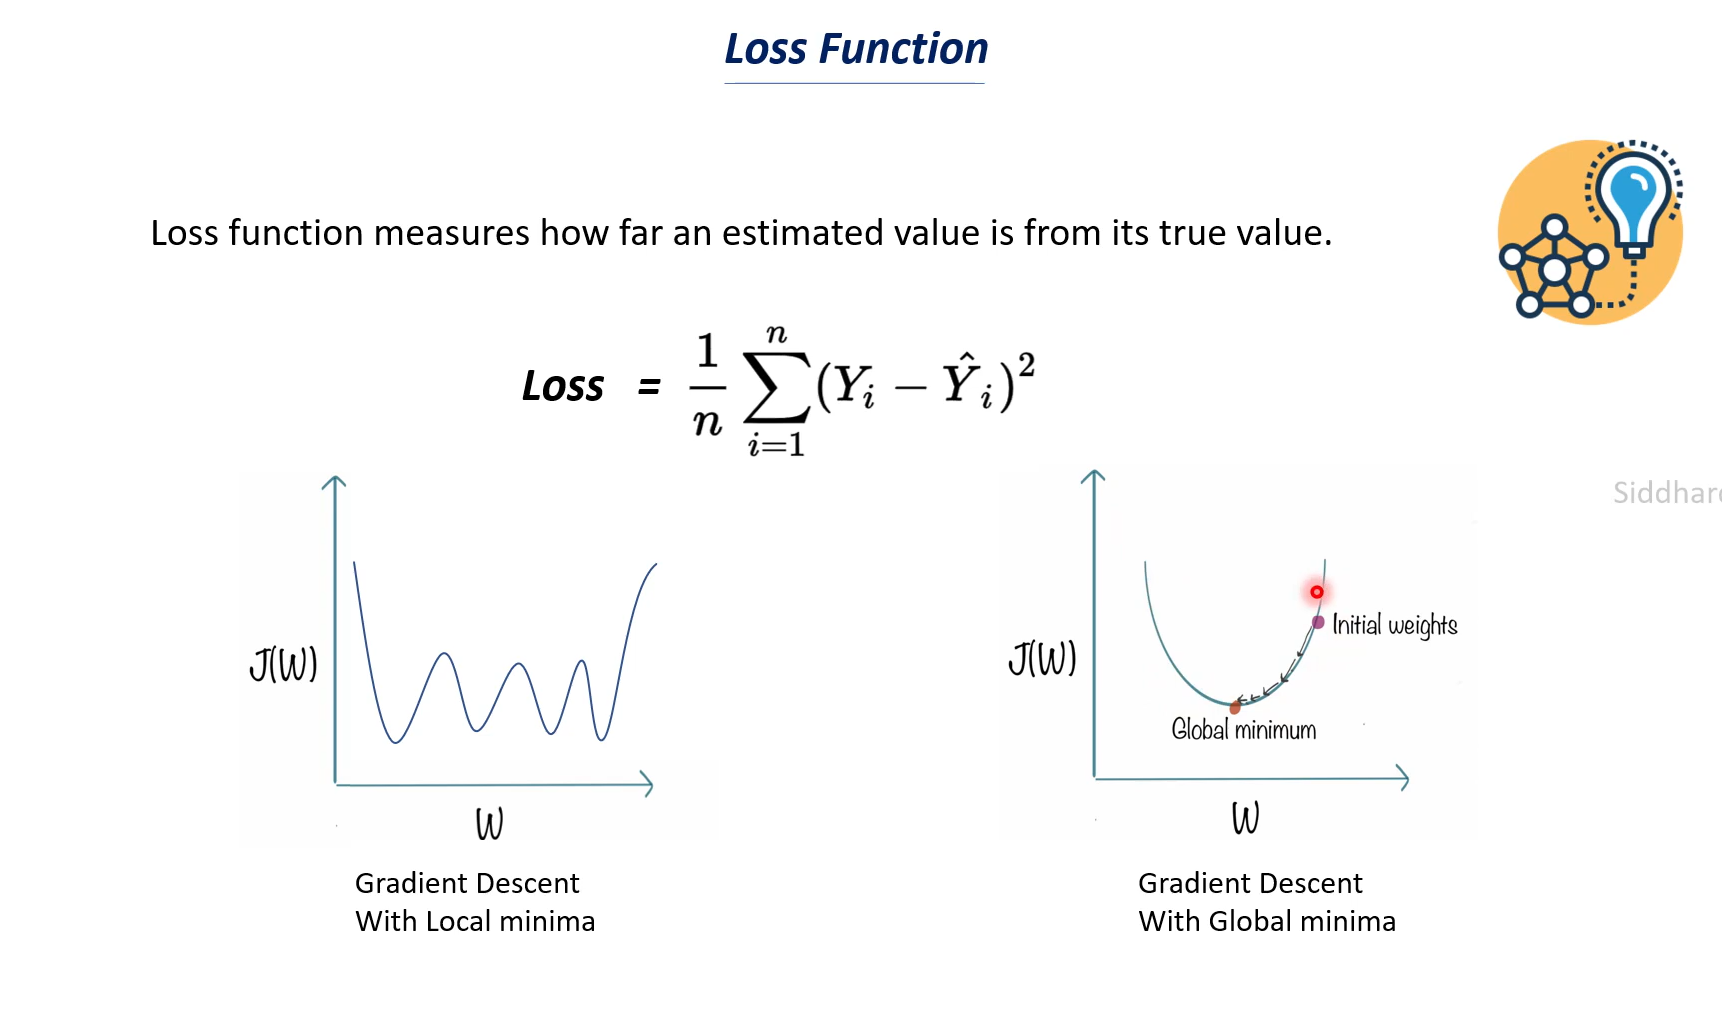 Loss Function
Loss function measures how far an estimated value is from its true value.
Loss = \frac{1}{n} \sum_{i=1}^{n} (Y_i - \hat{Y}_i)^2
J(W)
W
Gradient Descent
With Local minima
J(W)
Initial weights
Global minimum
W
Gradient Descent
With Global minima